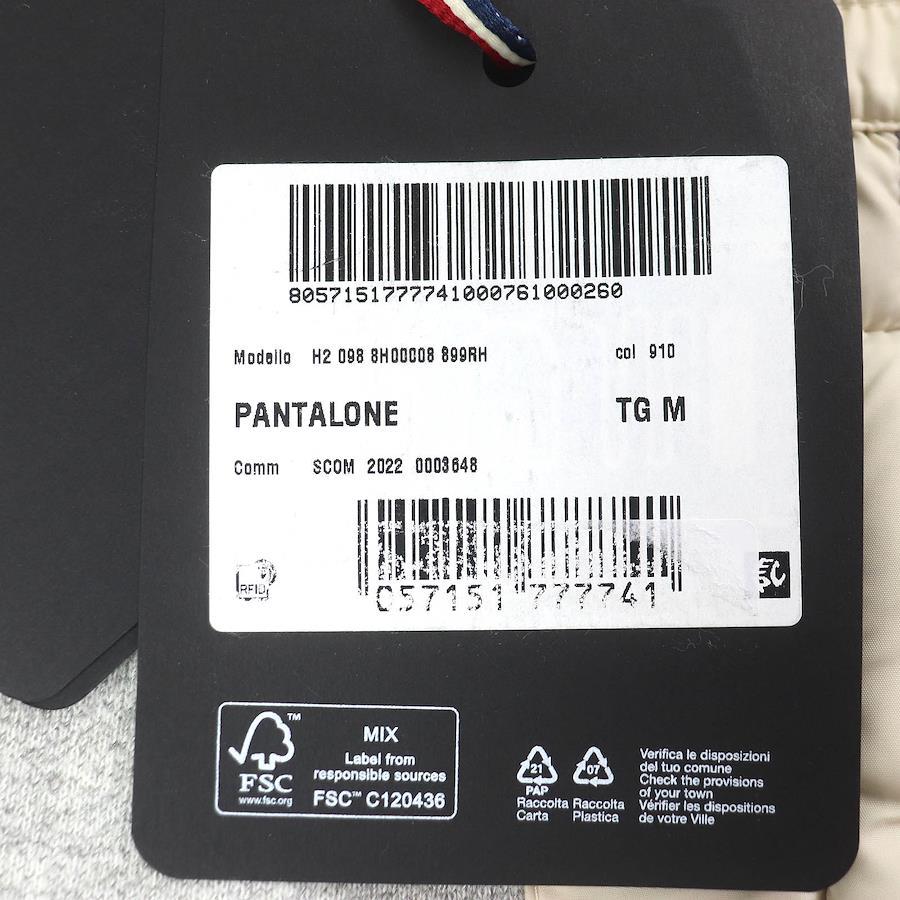 8057151777741000761000260
Modello H2 098 8H00008 899RH col 910
PANTALONE TG M
Comm SCOM 2022 0003648
RFID
057151 777741
FSC™
www.fsc.org
MIX
Label from
responsible sources
FSC™ C120436
21
PAP
Raccolta
Carta
07
Raccolta
Plastica
Verifica le disposizioni
del tuo comune
Check the provisions
of your town
Vérifier les dispositions
de votre Ville